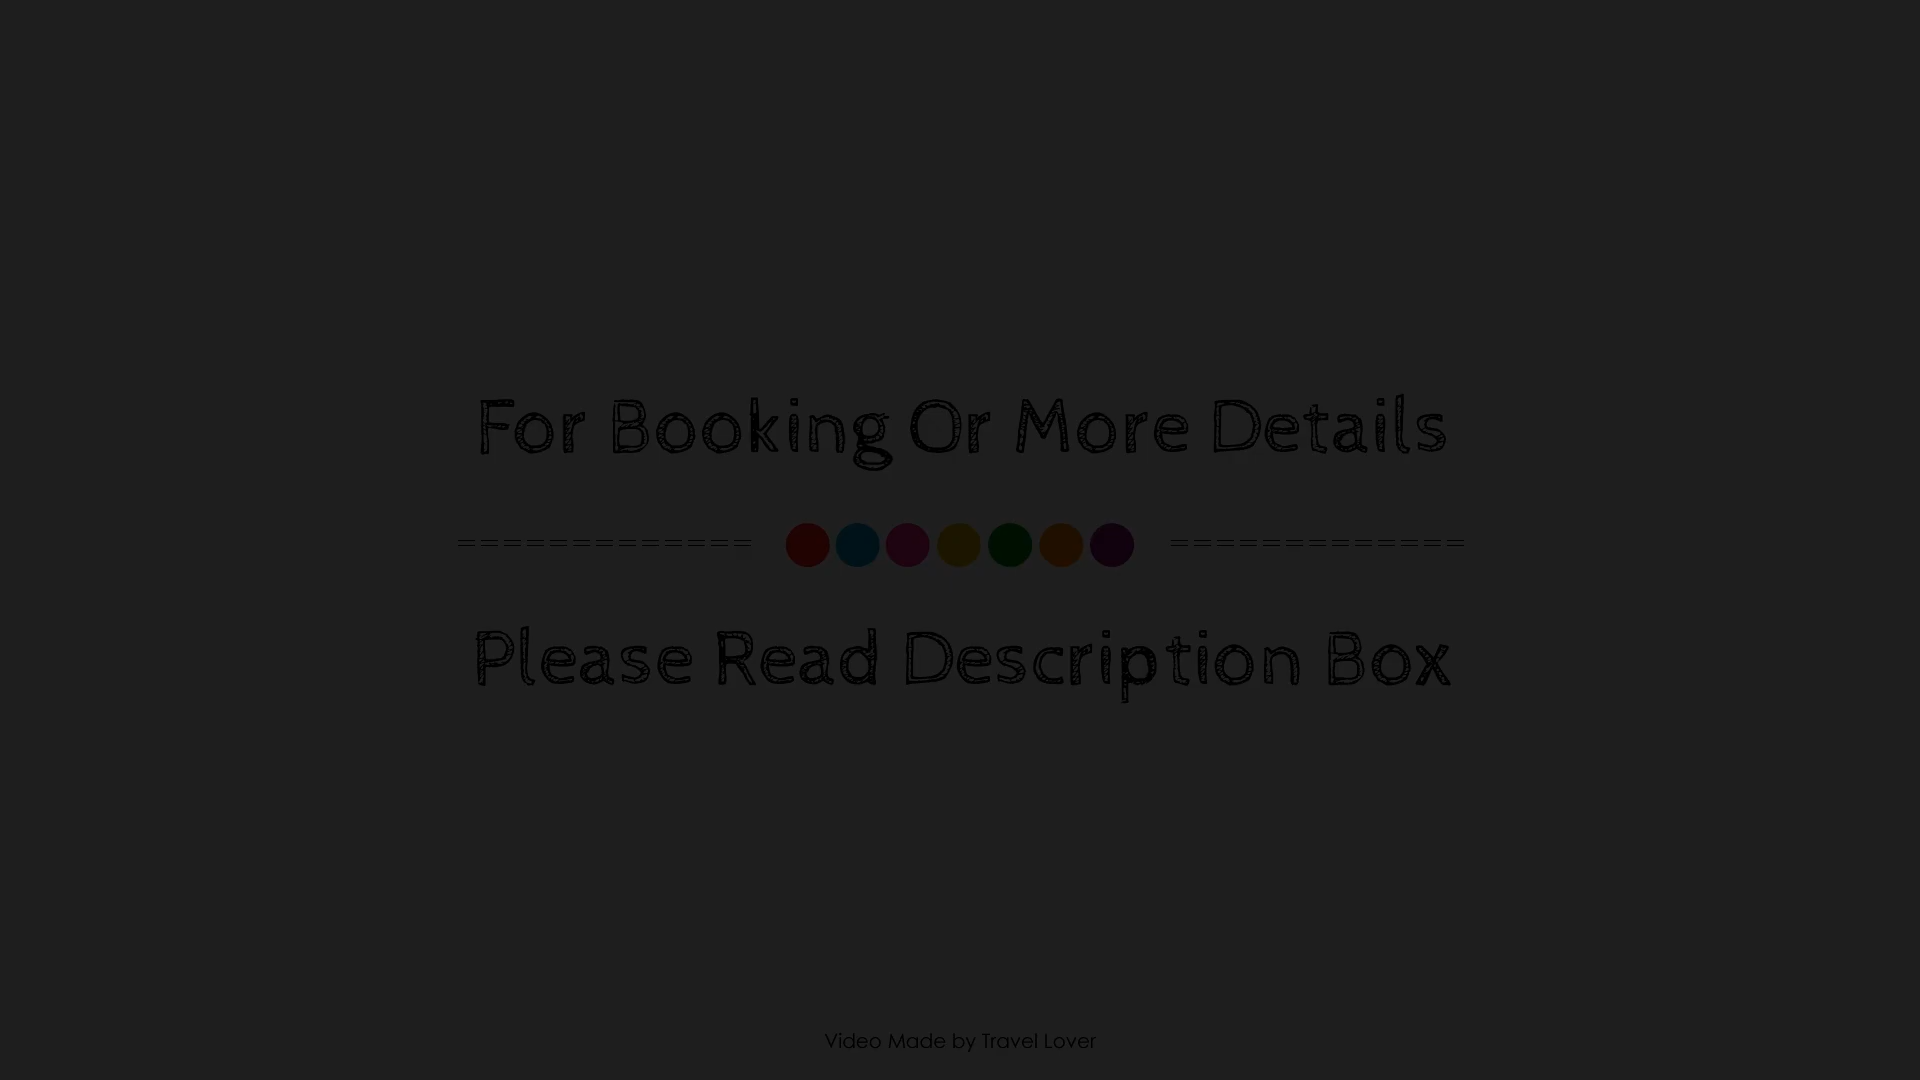 For Booking Or More Details
============= =============
Please Read Description Box
Video Made by Travel Lover